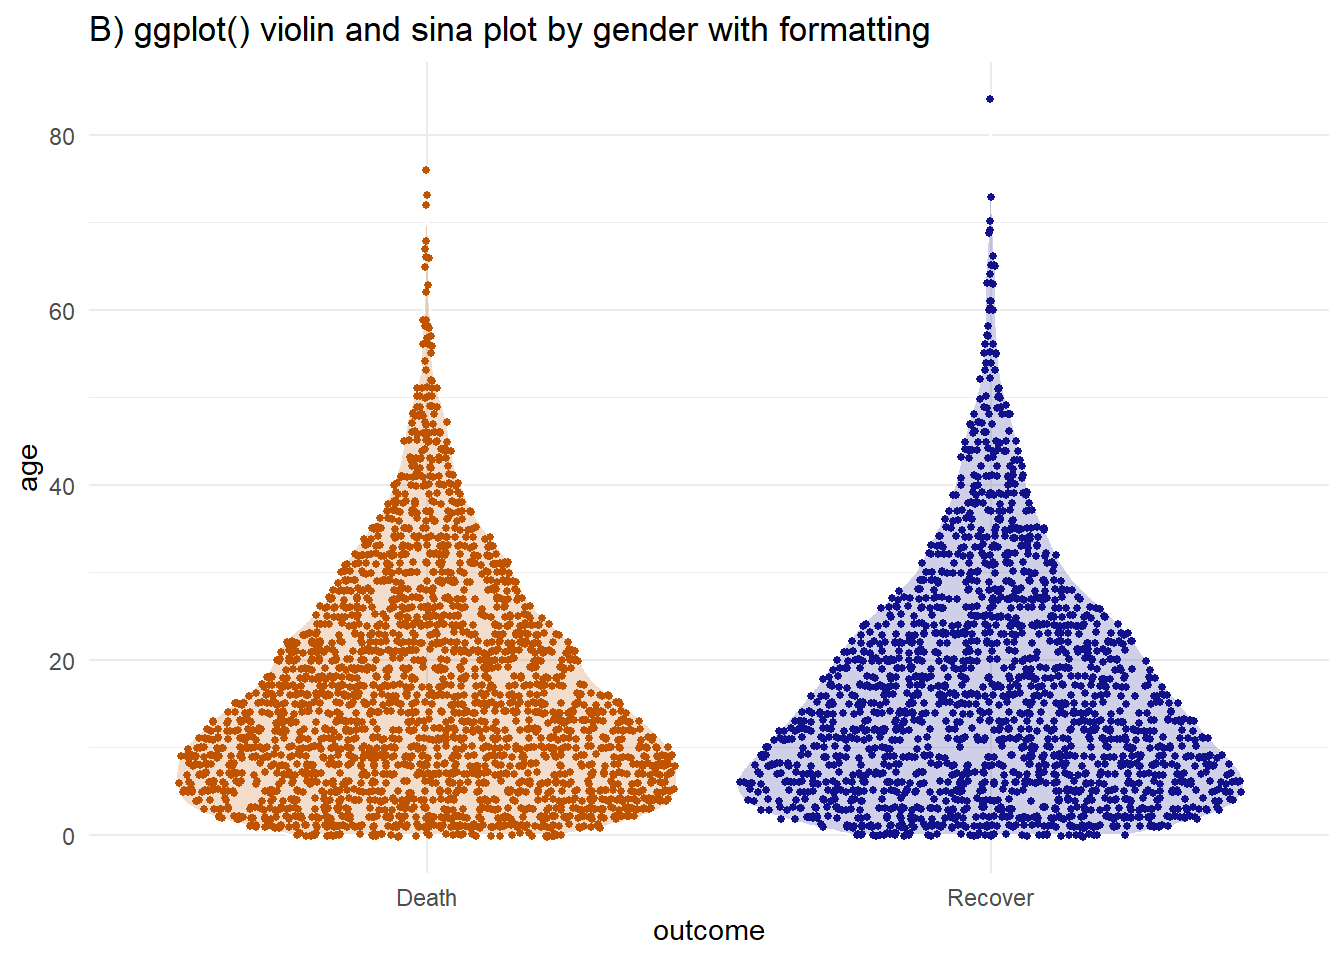 B) ggplot() violin and sina plot by gender with formatting
80
60
40
20
0
age
Death
Recover
outcome